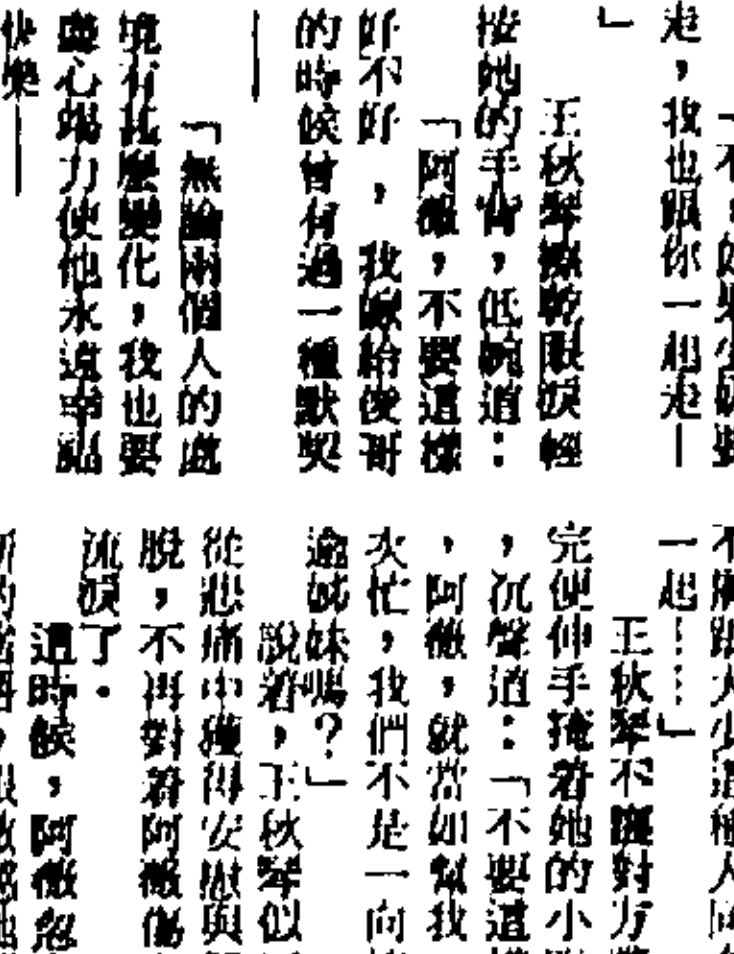 走，我也跟你一起走—
」
王秋琴擦乾眼淚輕
按她的手背，低婉道：
「阿薇，不要這樣
好不好，我嫁給俊哥
的時候曾有過一種默契
——
「無論兩個人的處
境有甚麼變化，我也要
盡心竭力使他永遠幸福
快樂——
一起……」
王秋琴不讓對方
完便伸手掩着她的小
，沉聲道：「不要這
，阿薇，就當如幫我
次忙，我們不是一向
逾誠妹嗎？」
說着，王秋琴似
從悲痛中獲得安慰與
脫，不再對着阿薇傷
流淚了。
這時候，阿薇忽